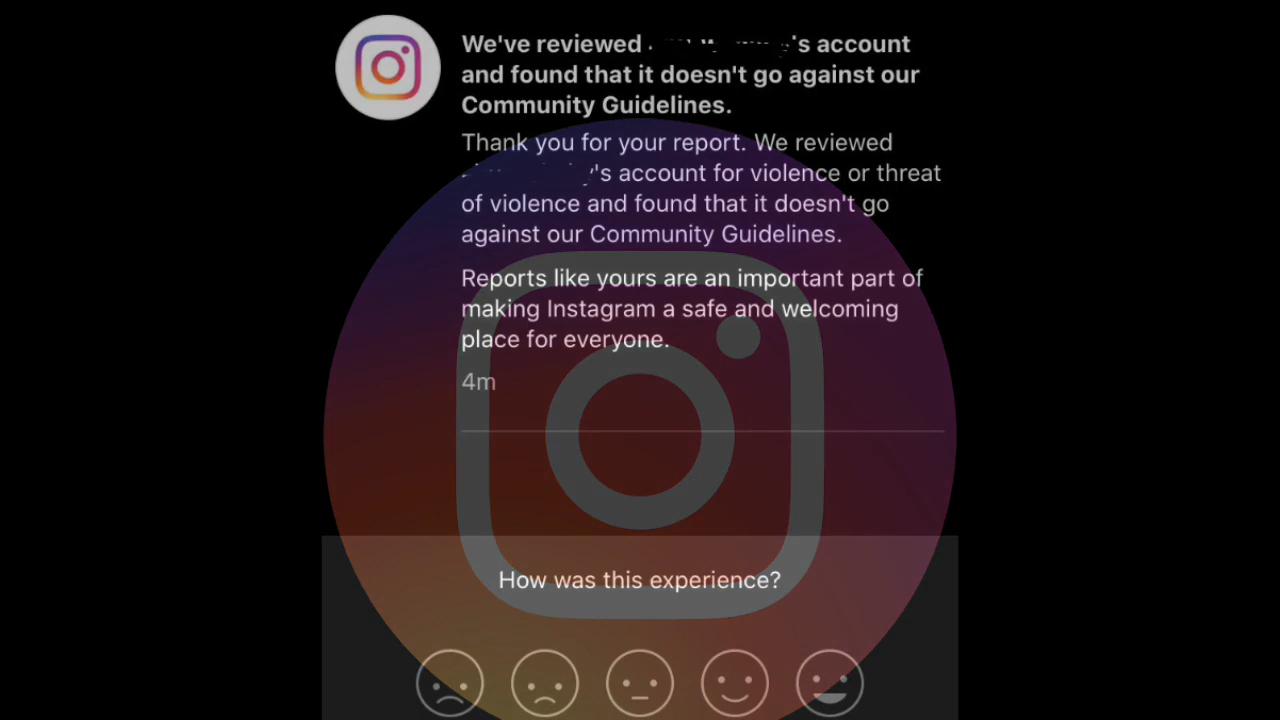 We've reviewed 's account
and found that it doesn't go against our
Community Guidelines.
Thank you for your report. We reviewed
's account for violence or threat
of violence and found that it doesn't go
against our Community Guidelines.
Reports like yours are an important part of
making Instagram a safe and welcoming
place for everyone.
4m
How was this experience?